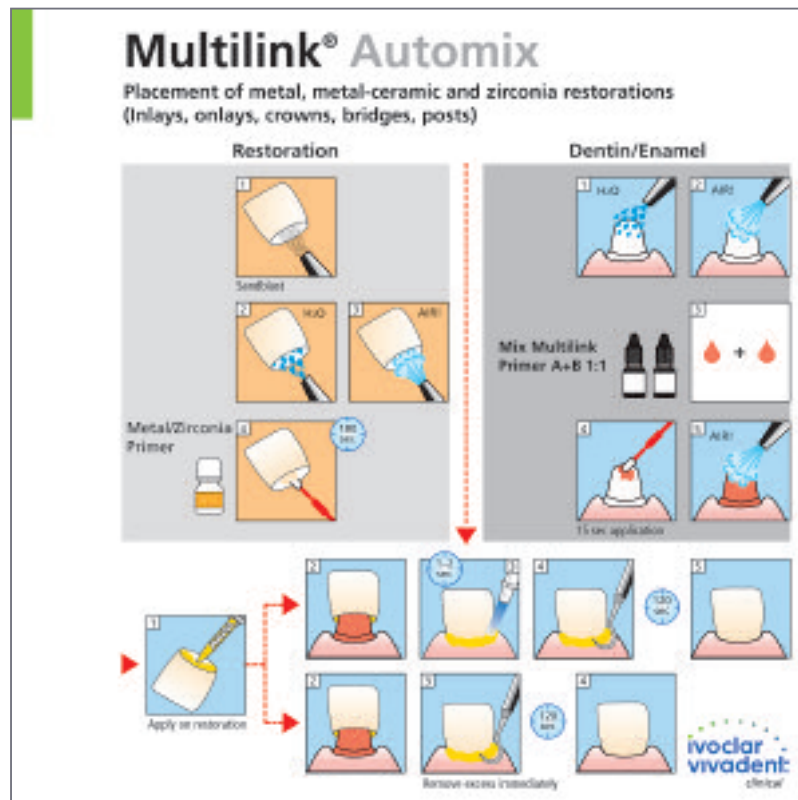 Multilink® Automix
Placement of metal, metal-ceramic and zirconia restorations
(Inlays, onlays, crowns, bridges, posts)
Restoration
Dentin/Enamel
1
Sandblast
2 H₂O
3 AIR!
Metal/Zirconia
Primer
4
180
sec
1 H₂O
2 AIR!
Mix Multilink
Primer A+B 1:1
3
+
4
15 sec application
5 AIR!
1
Apply on restoration
2
1-2
sec
3
4
120
sec
5
2
3
Remove excess immediately
120
sec
4
ivoclar
vivadent:
clinical